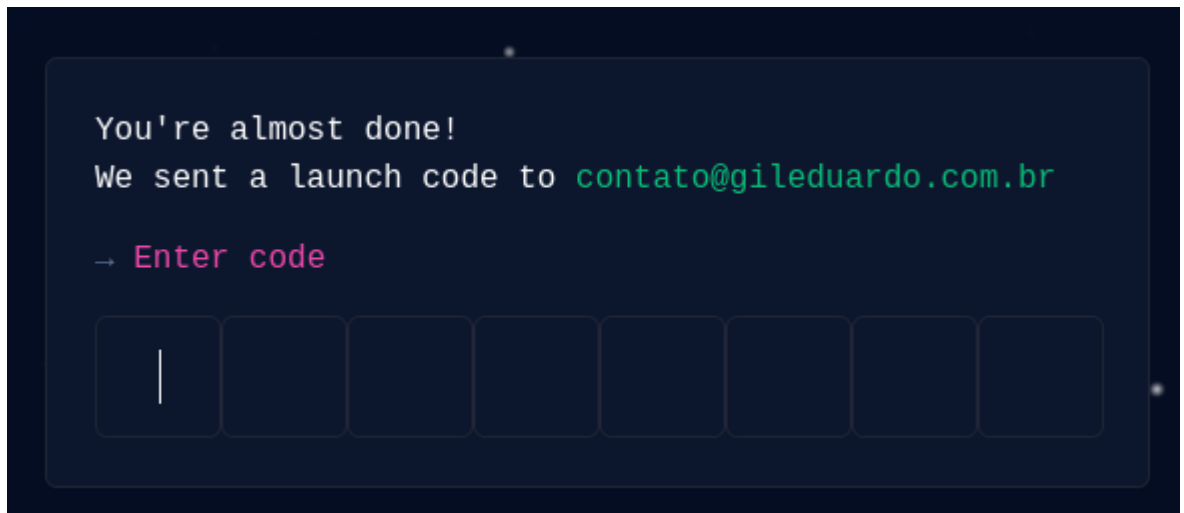 You're almost done!
We sent a launch code to contato@gileduardo.com.br
→ Enter code